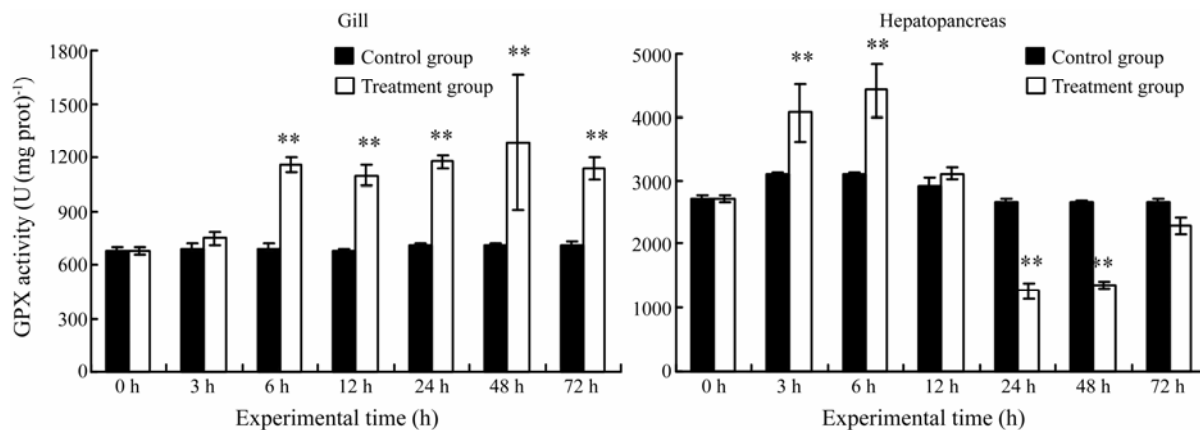 Gill
GPX activity (U (mg prot)-1
1800
1500
1200
900
600
300
0
Control group
Treatment group
**
**
**
**
**
0 h
3 h
6 h
12 h
24 h
48 h
72 h
Experimental time (h)
Hepatopancreas
5000
4000
3000
2000
1000
0
Control group
Treatment group
**
**
**
**
0 h
3 h
6 h
12 h
24 h
48 h
72 h
Experimental time (h)